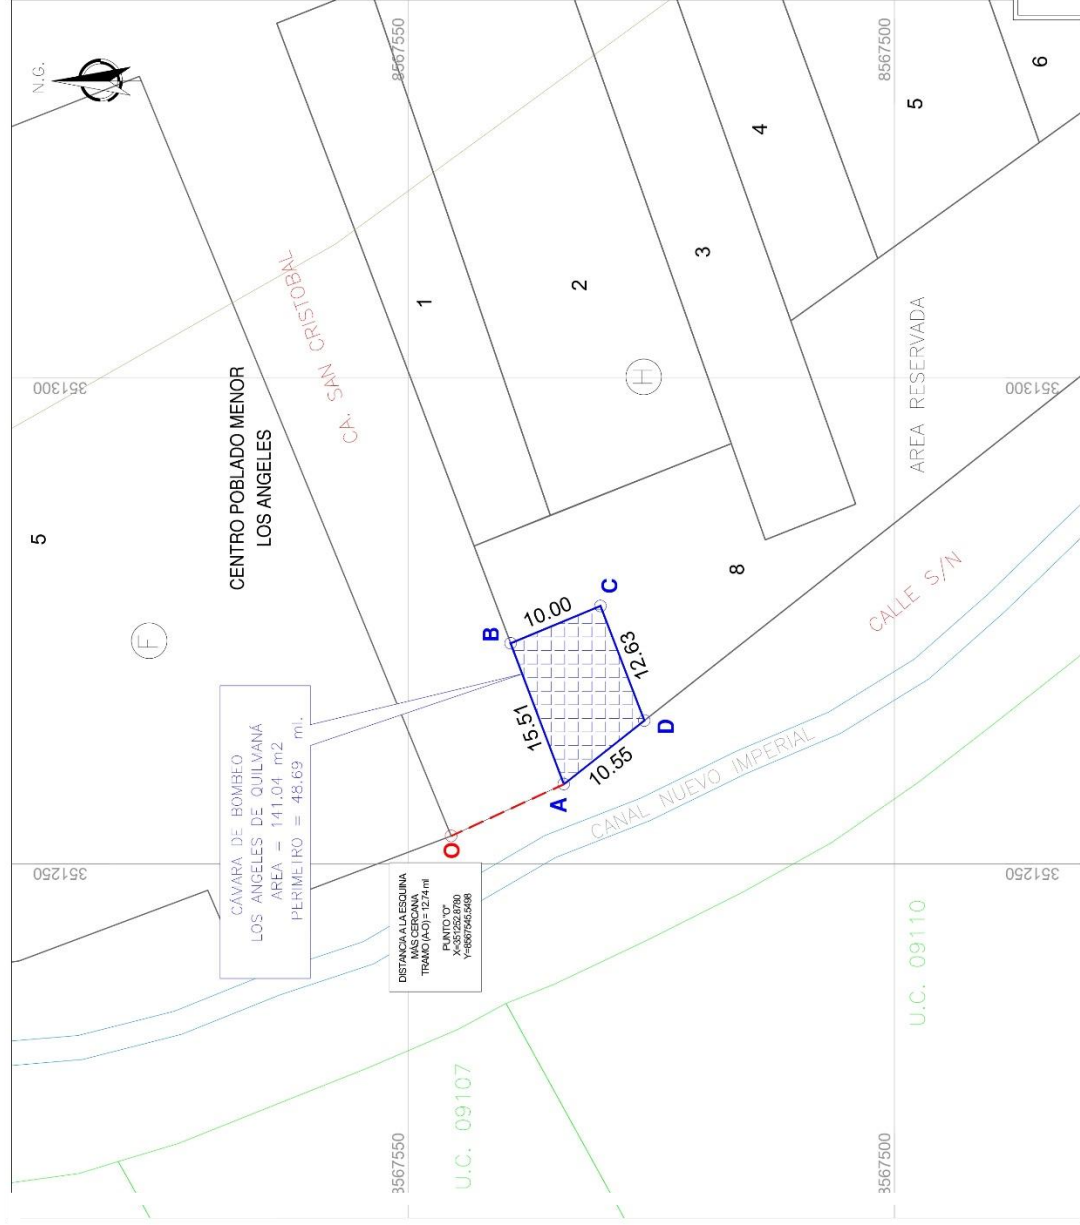 N.G.
8567550
8567500
351300
351300
351250
351250
8567550
8567500
5
F
CENTRO POBLADO MENOR
LOS ANGELES
CA. SAN CRISTOBAL
1
2
3
4
5
6
H
8
AREA RESERVADA
CALLE S/N
CANAL NUEVO IMPERIAL
CÁVARA DE BOMBEO
LOS ANGELES DE QUILVANÁ
AREA = 141.04 m2
PERIMETRO = 48.69 ml.
O
A
B
C
D
15.51
10.00
12.63
10.55
DISTANCIA A LA ESQUINA
MÁS CERCANA
TRAMO (A-O) = 12.74 ml
PUNTO "O"
X=351252.8780
Y=8567545.5498
U.C. 09107
U.C. 09110